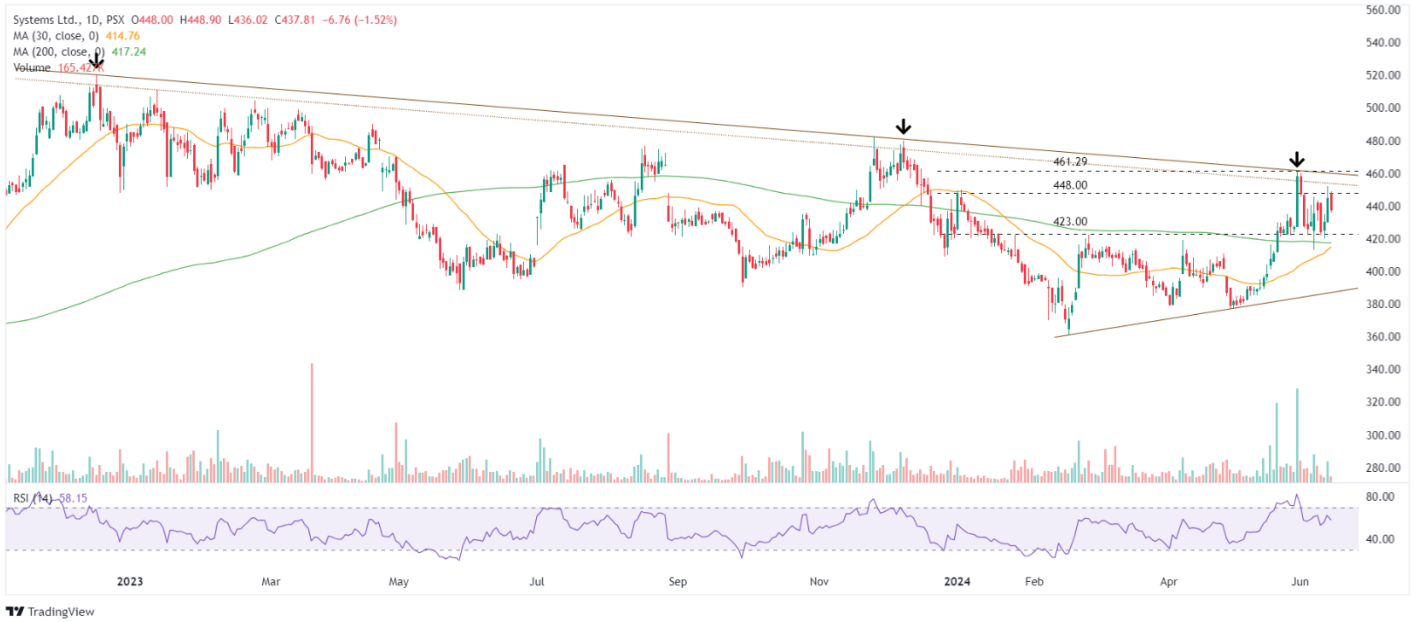 Systems Ltd., 1D, PSX O448.00 H448.90 L436.02 C437.81 −6.76 (−1.52%)
MA (30, close, 0) 414.76
MA (200, close, 0) 417.24
Volume 165.427K
560.00
540.00
520.00
500.00
480.00
460.00
440.00
420.00
400.00
380.00
360.00
340.00
320.00
300.00
280.00
461.29
448.00
423.00
RSI (14) 58.15
80.00
40.00
2023 Mar May Jul Sep Nov 2024 Feb Apr Jun
TradingView